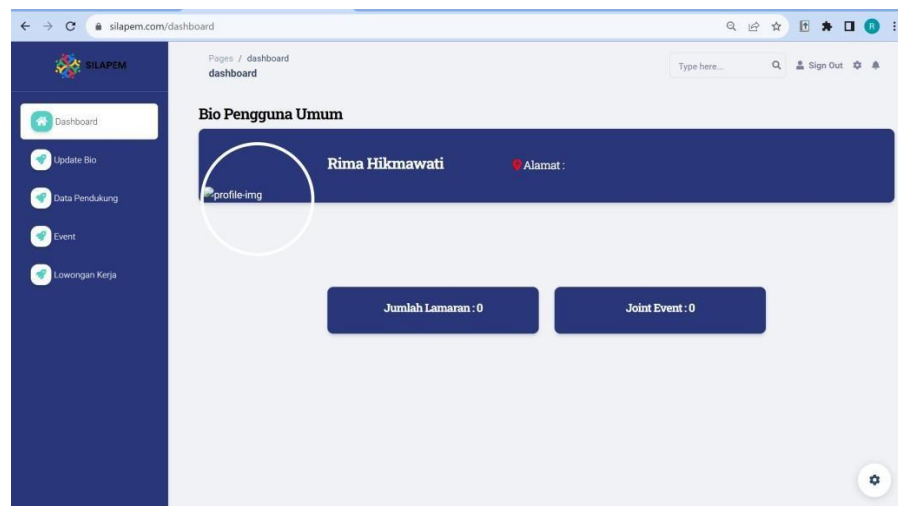 silapem.com/dashboard
R
SILAPEM
Pages / dashboard
dashboard
Type here...
Sign Out
Dashboard
Update Bio
Data Pendukung
Event
Lowongan Kerja
Bio Pengguna Umum
Rima Hikmawati
Alamat :
profile-img
Jumlah Lamaran : 0
Joint Event : 0